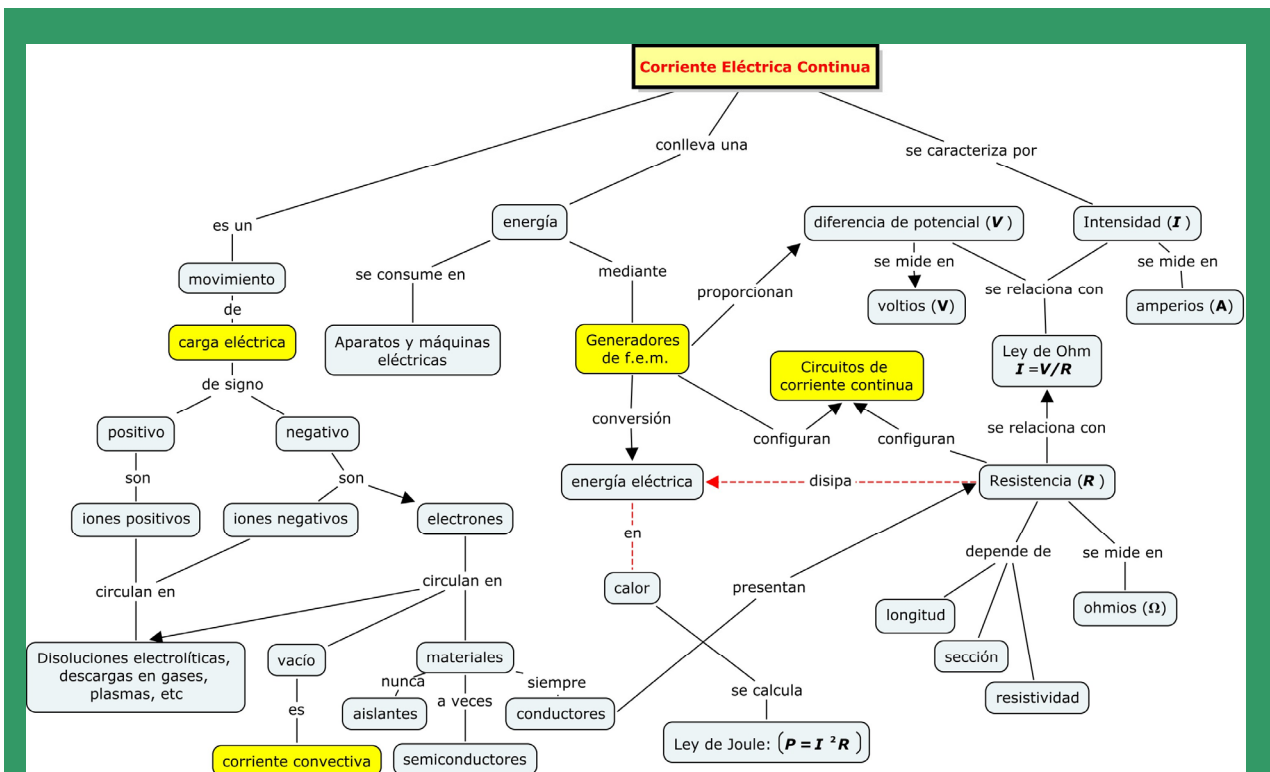 Corriente Eléctrica Continua
conlleva una
se caracteriza por
es un
energía
diferencia de potencial (V )
Intensidad (I )
movimiento
se consume en
mediante
se mide en
se mide en
de
proporcionan
voltios (V)
se relaciona con
amperios (A)
carga eléctrica
Aparatos y máquinas
eléctricas
Generadores
de f.e.m.
Circuitos de
corriente continua
Ley de Ohm
I =V/R
de signo
positivo
negativo
conversión
configuran
configuran
se relaciona con
son
son
energía eléctrica
disipa
Resistencia (R )
iones positivos
iones negativos
electrones
en
depende de
se mide en
circulan en
circulan en
calor
presentan
longitud
ohmios (Ω)
Disoluciones electrolíticas,
descargas en gases,
plasmas, etc
vacío
materiales
sección
nunca
a veces
siempre
se calcula
resistividad
es
aislantes
conductores
corriente convectiva
semiconductores
Ley de Joule: (P = I ²R )